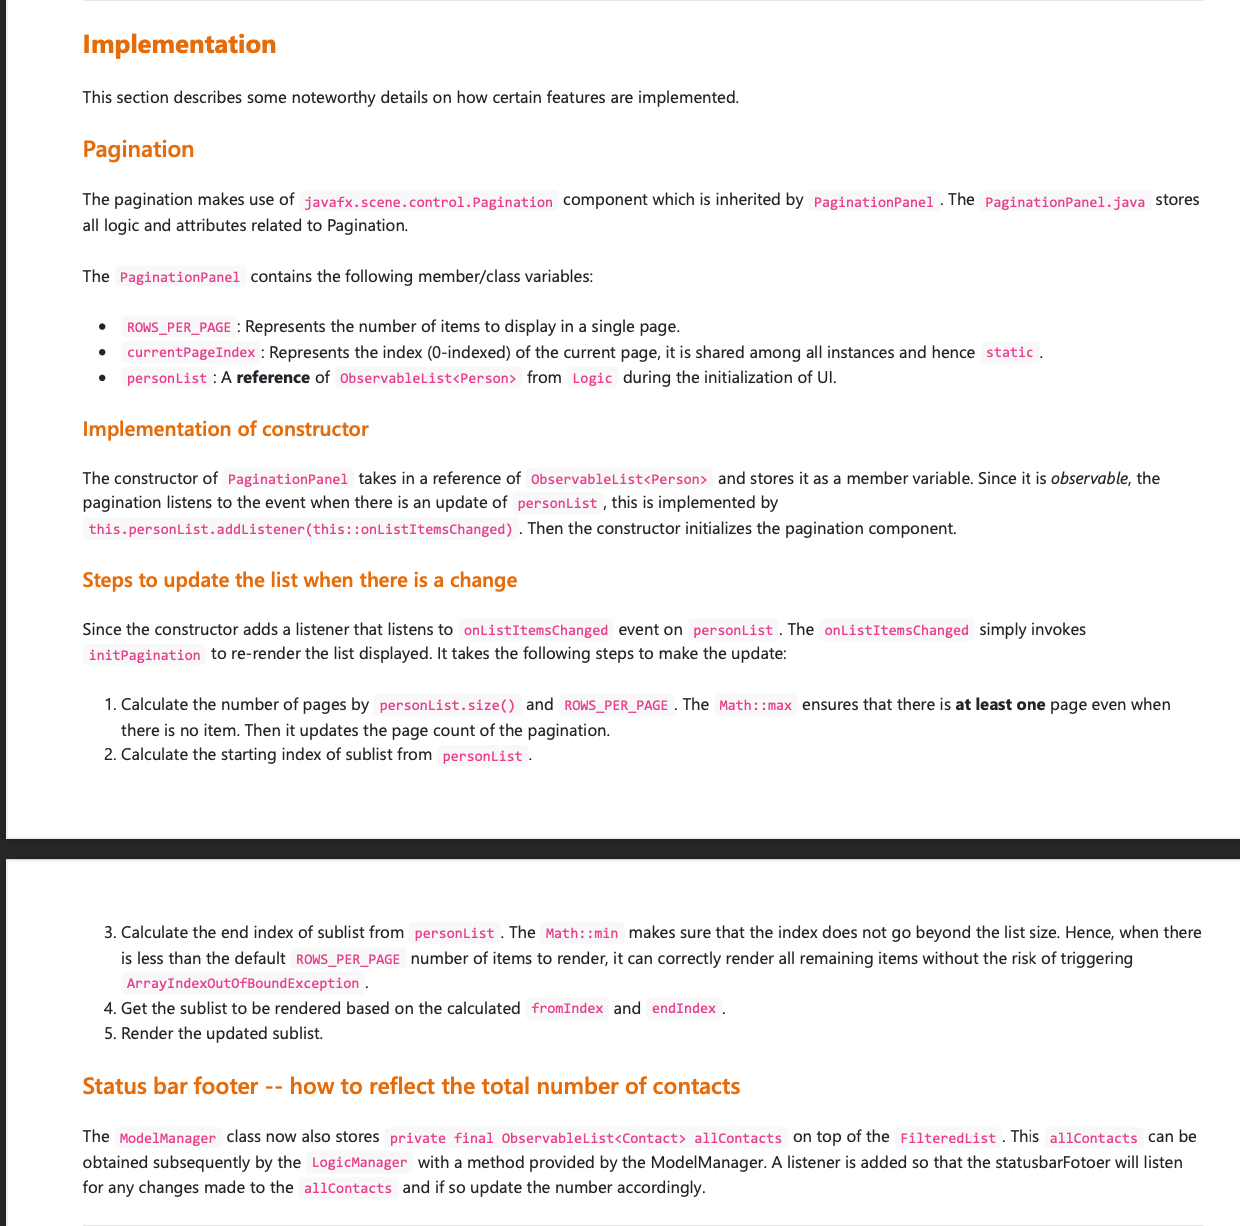 Implementation
This section describes some noteworthy details on how certain features are implemented.
Pagination
The pagination makes use of javafx.scene.control.Pagination component which is inherited by PaginationPanel . The PaginationPanel.java stores
all logic and attributes related to Pagination.
The PaginationPanel contains the following member/class variables:
• ROWS_PER_PAGE : Represents the number of items to display in a single page.
• currentPageIndex : Represents the index (0-indexed) of the current page, it is shared among all instances and hence static .
• personList : A reference of ObservableList<Person> from Logic during the initialization of UI.
Implementation of constructor
The constructor of PaginationPanel takes in a reference of ObservableList<Person> and stores it as a member variable. Since it is observable, the
pagination listens to the event when there is an update of personList , this is implemented by
this.personList.addListener(this::onListItemsChanged) . Then the constructor initializes the pagination component.
Steps to update the list when there is a change
Since the constructor adds a listener that listens to onListItemsChanged event on personList . The onListItemsChanged simply invokes
initPagination to re-render the list displayed. It takes the following steps to make the update:
1. Calculate the number of pages by personList.size() and ROWS_PER_PAGE . The Math::max ensures that there is at least one page even when
there is no item. Then it updates the page count of the pagination.
2. Calculate the starting index of sublist from personList .
3. Calculate the end index of sublist from personList . The Math::min makes sure that the index does not go beyond the list size. Hence, when there
is less than the default ROWS_PER_PAGE number of items to render, it can correctly render all remaining items without the risk of triggering
ArrayIndexOutOfBoundException .
4. Get the sublist to be rendered based on the calculated fromIndex and endIndex .
5. Render the updated sublist.
Status bar footer -- how to reflect the total number of contacts
The ModelManager class now also stores private final ObservableList<Contact> allContacts on top of the FilteredList . This allContacts can be
obtained subsequently by the LogicManager with a method provided by the ModelManager. A listener is added so that the statusbarFotoer will listen
for any changes made to the allContacts and if so update the number accordingly.